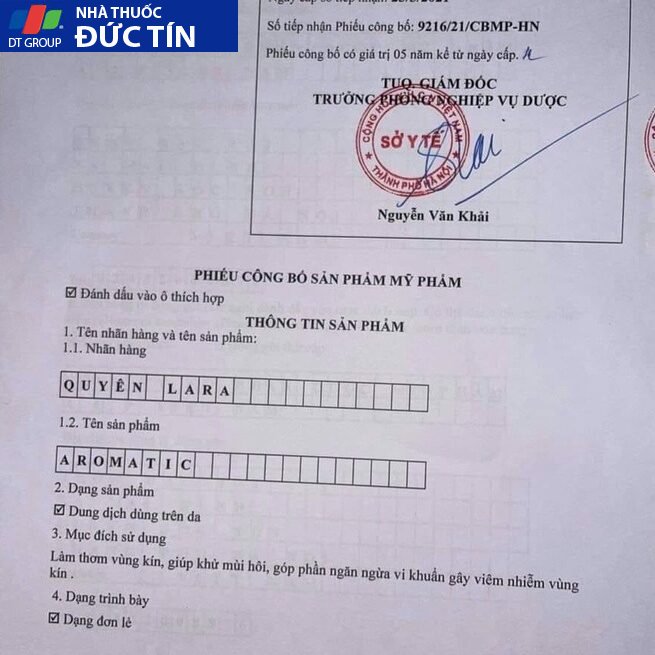 DT GROUP
NHÀ THUỐC
ĐỨC TÍN
Số tiếp nhận Phiếu công bố: 9216/21/CBMP-HN
Phiếu công bố có giá trị 05 năm kể từ ngày cấp.
TUQ. GIÁM ĐỐC
TRƯỞNG PHÒNG NGHIỆP VỤ DƯỢC
SỞ Y TẾ
THÀNH PHỐ HÀ NỘI
Nguyễn Văn Khải
PHIẾU CÔNG BỐ SẢN PHẨM MỸ PHẨM
Đánh dấu vào ô thích hợp
THÔNG TIN SẢN PHẨM
1. Tên nhãn hàng và tên sản phẩm:
1.1. Nhãn hàng
QUYÊN LARA
1.2. Tên sản phẩm
AROMATIC
2. Dạng sản phẩm
Dung dịch dùng trên da
3. Mục đích sử dụng
Làm thơm vùng kín, giúp khử mùi hôi, góp phần ngăn ngừa vi khuẩn gây viêm nhiễm vùng
kín .
4. Dạng trình bày
Dạng đơn lẻ